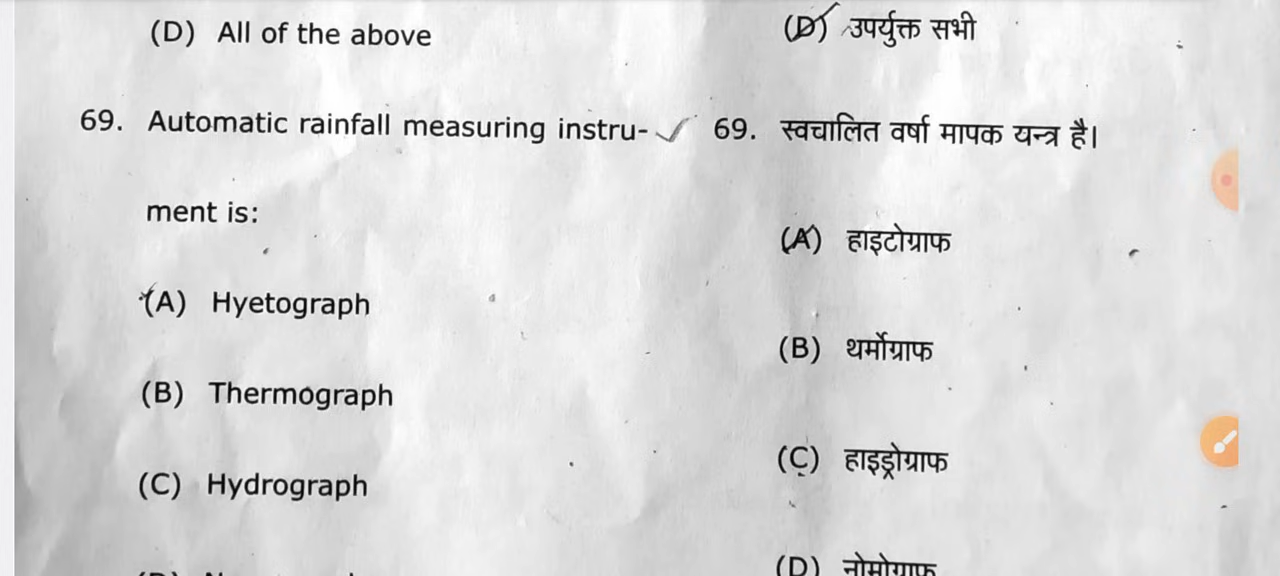 (D) All of the above
69. Automatic rainfall measuring instru-
ment is:
(A) Hyetograph
(B) Thermograph
(C) Hydrograph
(D) उपर्युक्त सभी
69. स्वचालित वर्षा मापक यन्त्र है।
(A) हाइटोग्राफ
(B) थर्मोग्राफ
(C) हाइड्रोग्राफ
(D) नोमोग्राफ